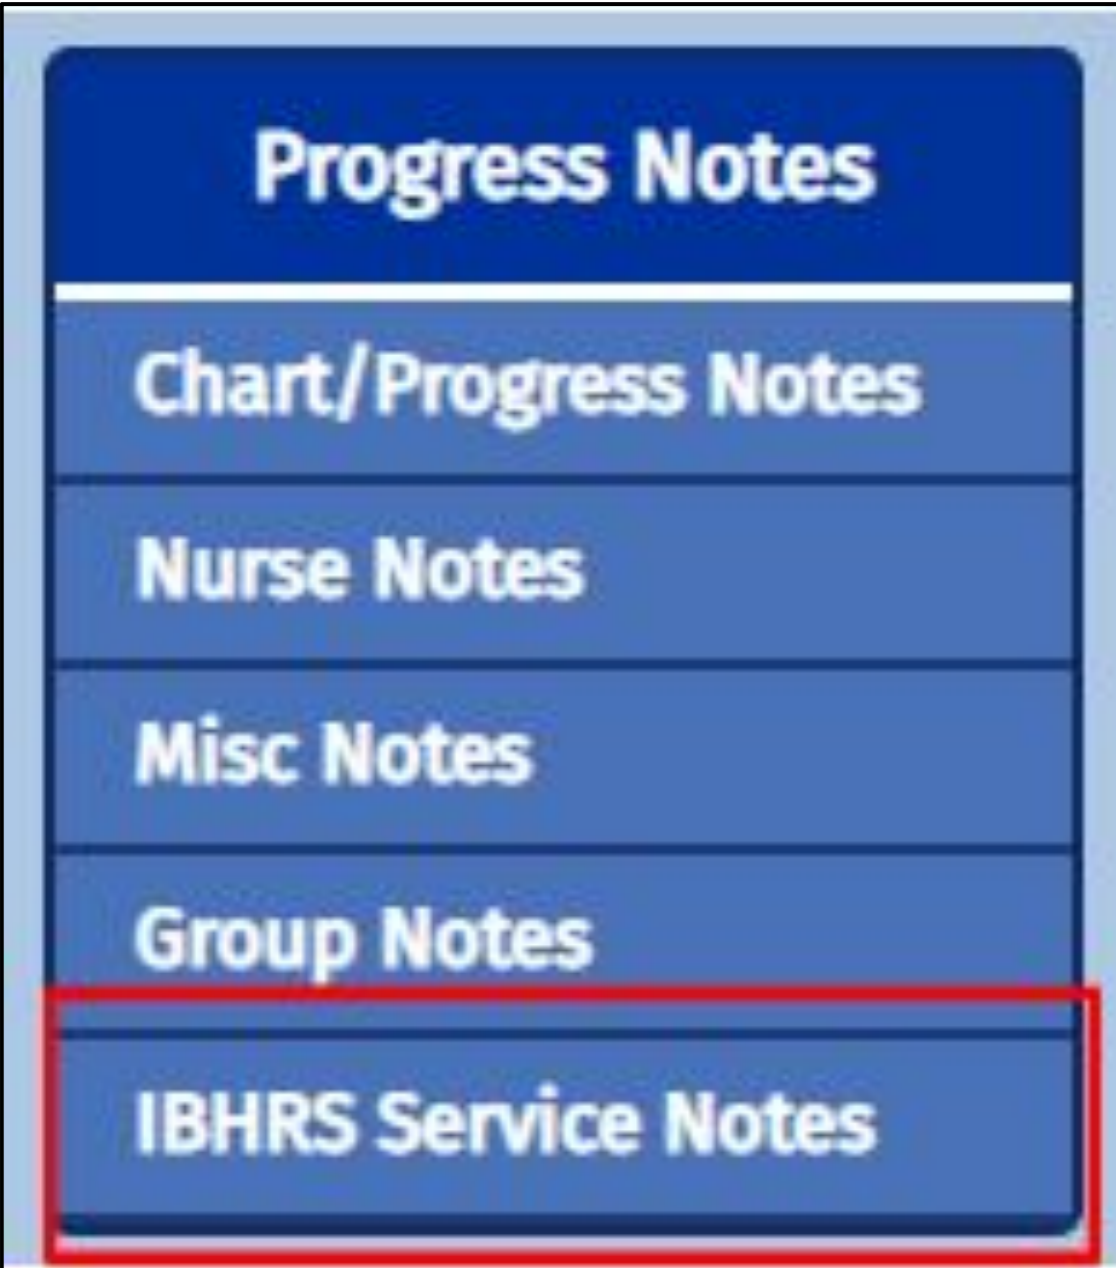 Progress Notes
Chart/Progress Notes
Nurse Notes
Misc Notes
Group Notes
IBHRS Service Notes